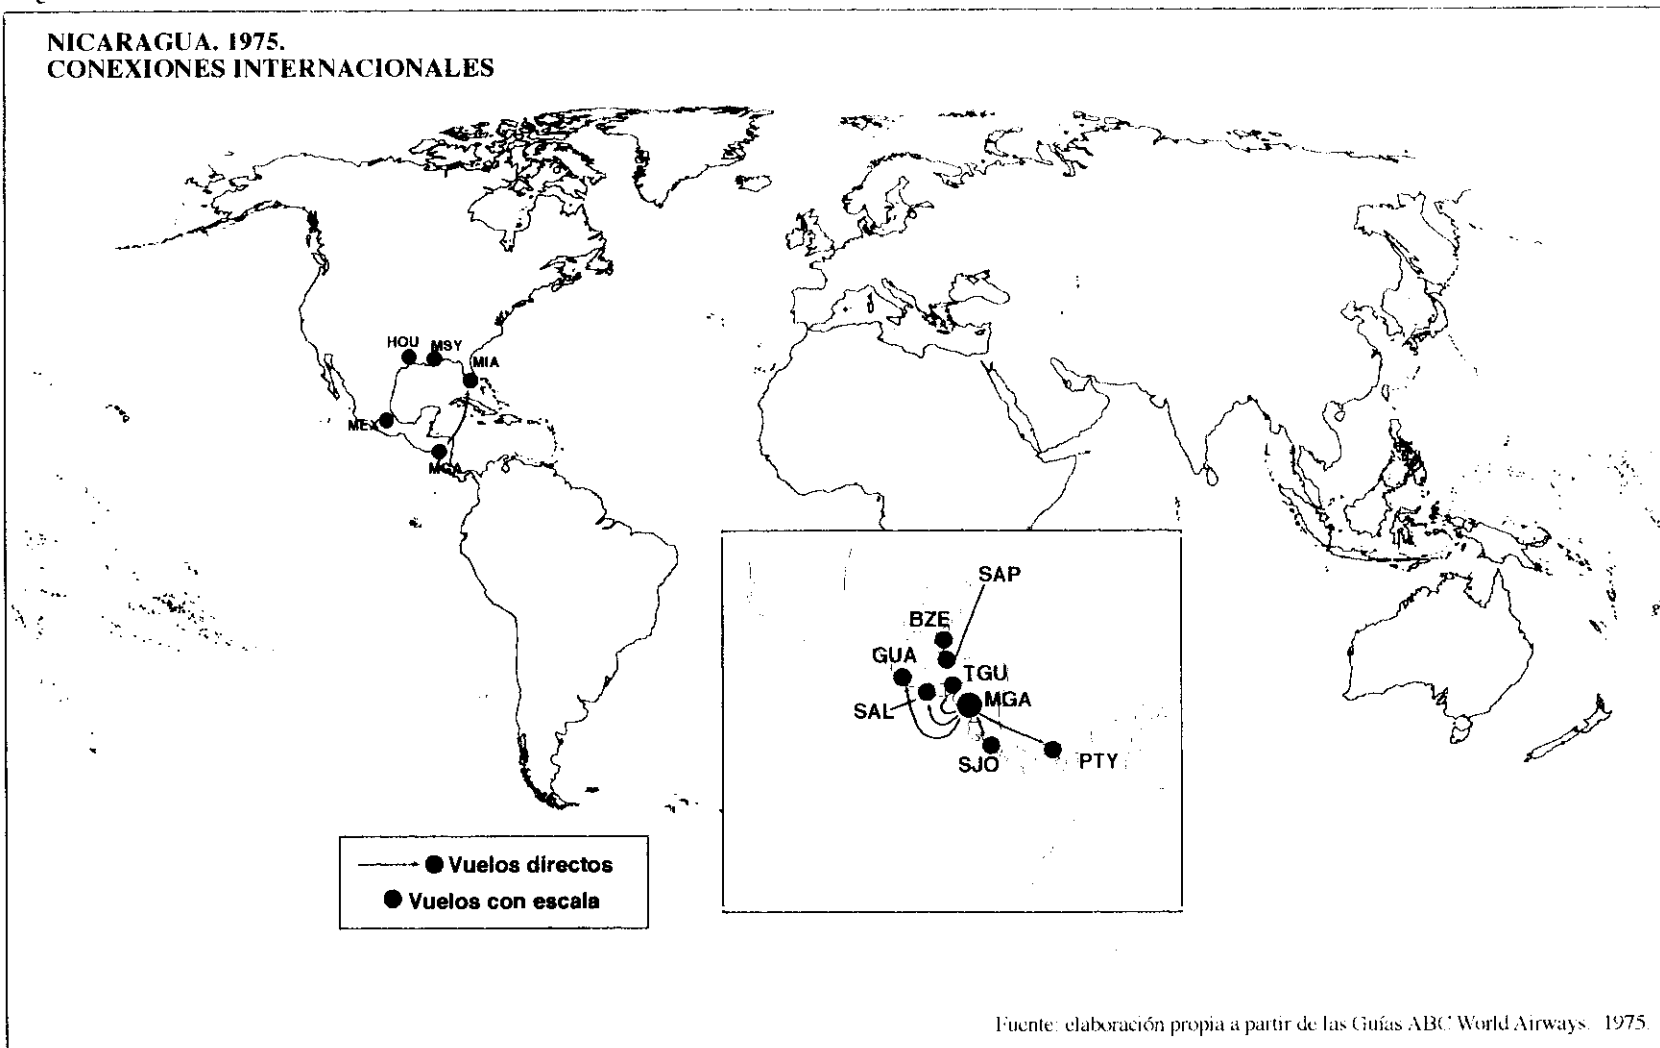 NICARAGUA. 1975.
CONEXIONES INTERNACIONALES
HOU
MSY
MIA
MEX
MGA
SAP
BZE
GUA
TGU
MGA
SAL
SJO
PTY
Vuelos directos
Vuelos con escala
Fuente: elaboración propia a partir de las Guías ABC World Airways. 1975.